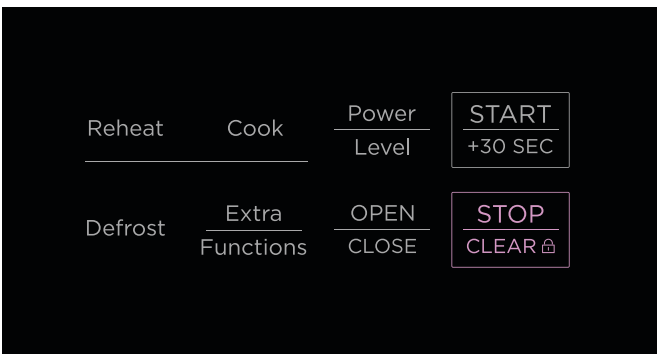 Reheat
Cook
Power
Level
START
+30 SEC
Defrost
Extra
Functions
OPEN
CLOSE
STOP
CLEAR